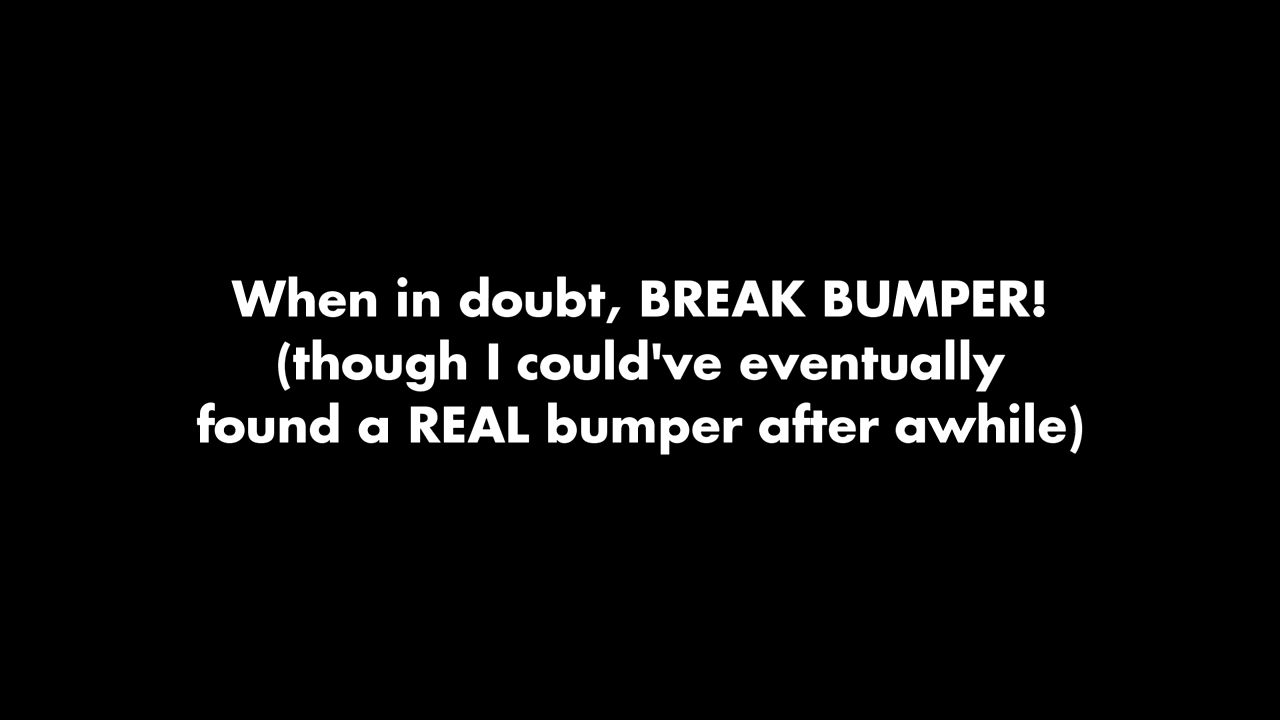 When in doubt, BREAK BUMPER!
(though I could've eventually
found a REAL bumper after awhile)